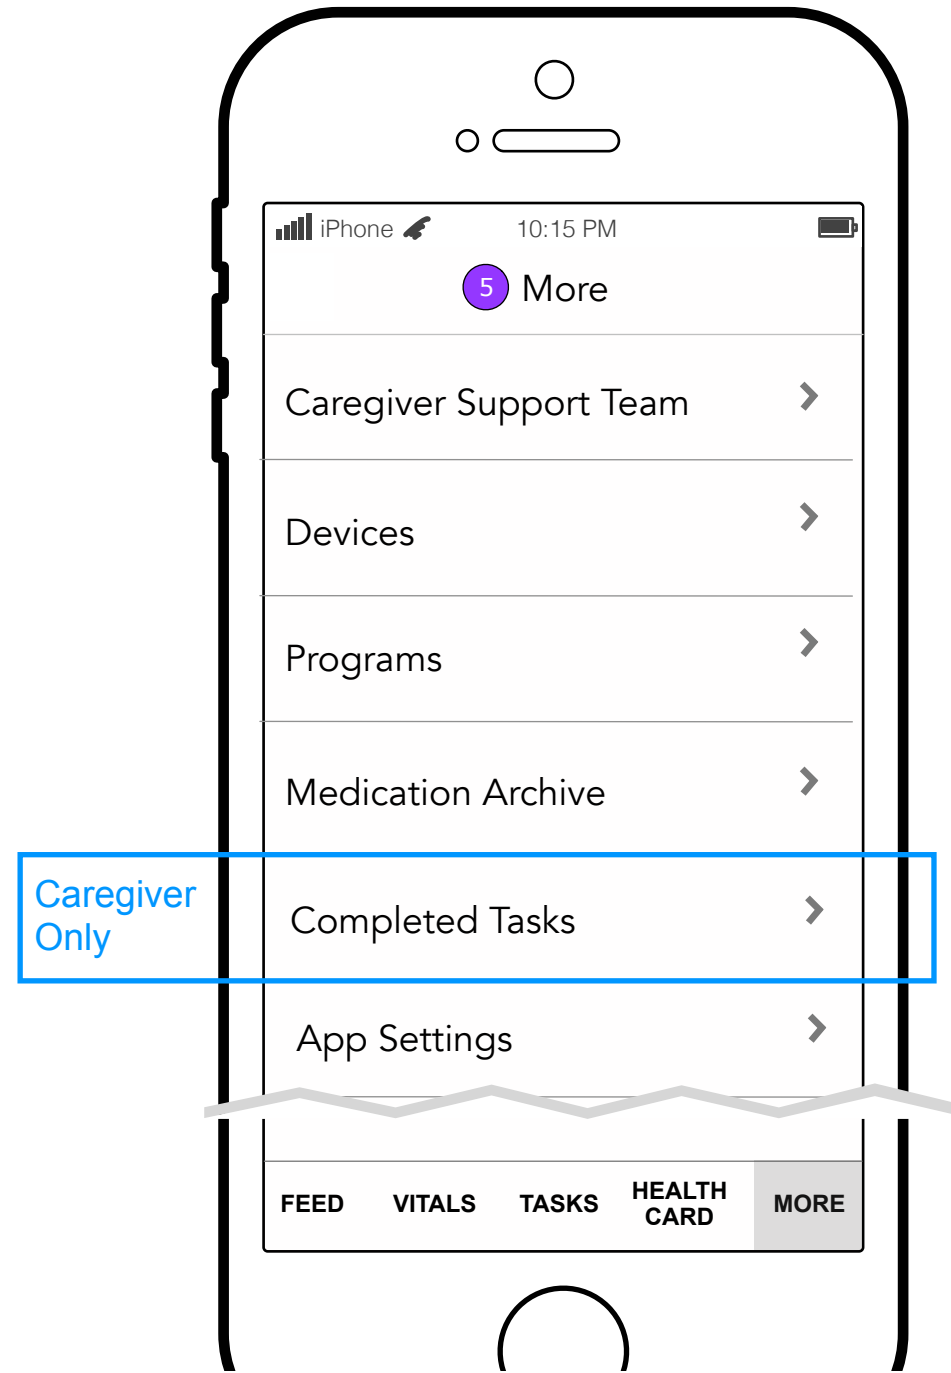 iPhone 10:15 PM
5 More
Caregiver Support Team
Devices
Programs
Medication Archive
Caregiver
Only
Completed Tasks
App Settings
FEED VITALS TASKS HEALTH CARD MORE